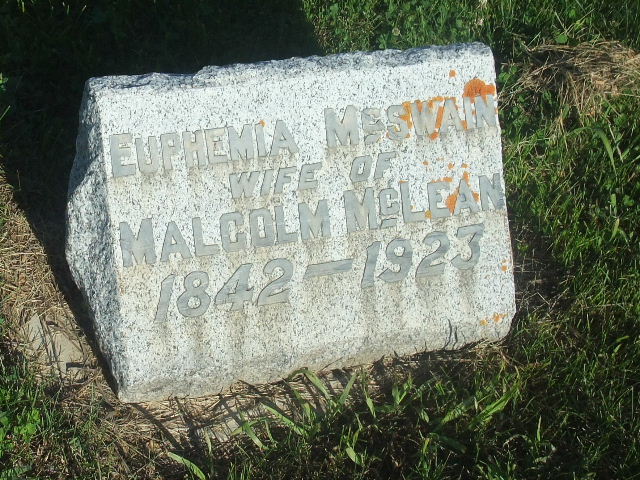 EUPHEMIA McSWAIN
WIFE OF
MALCOLM McLEAN
1842-1923